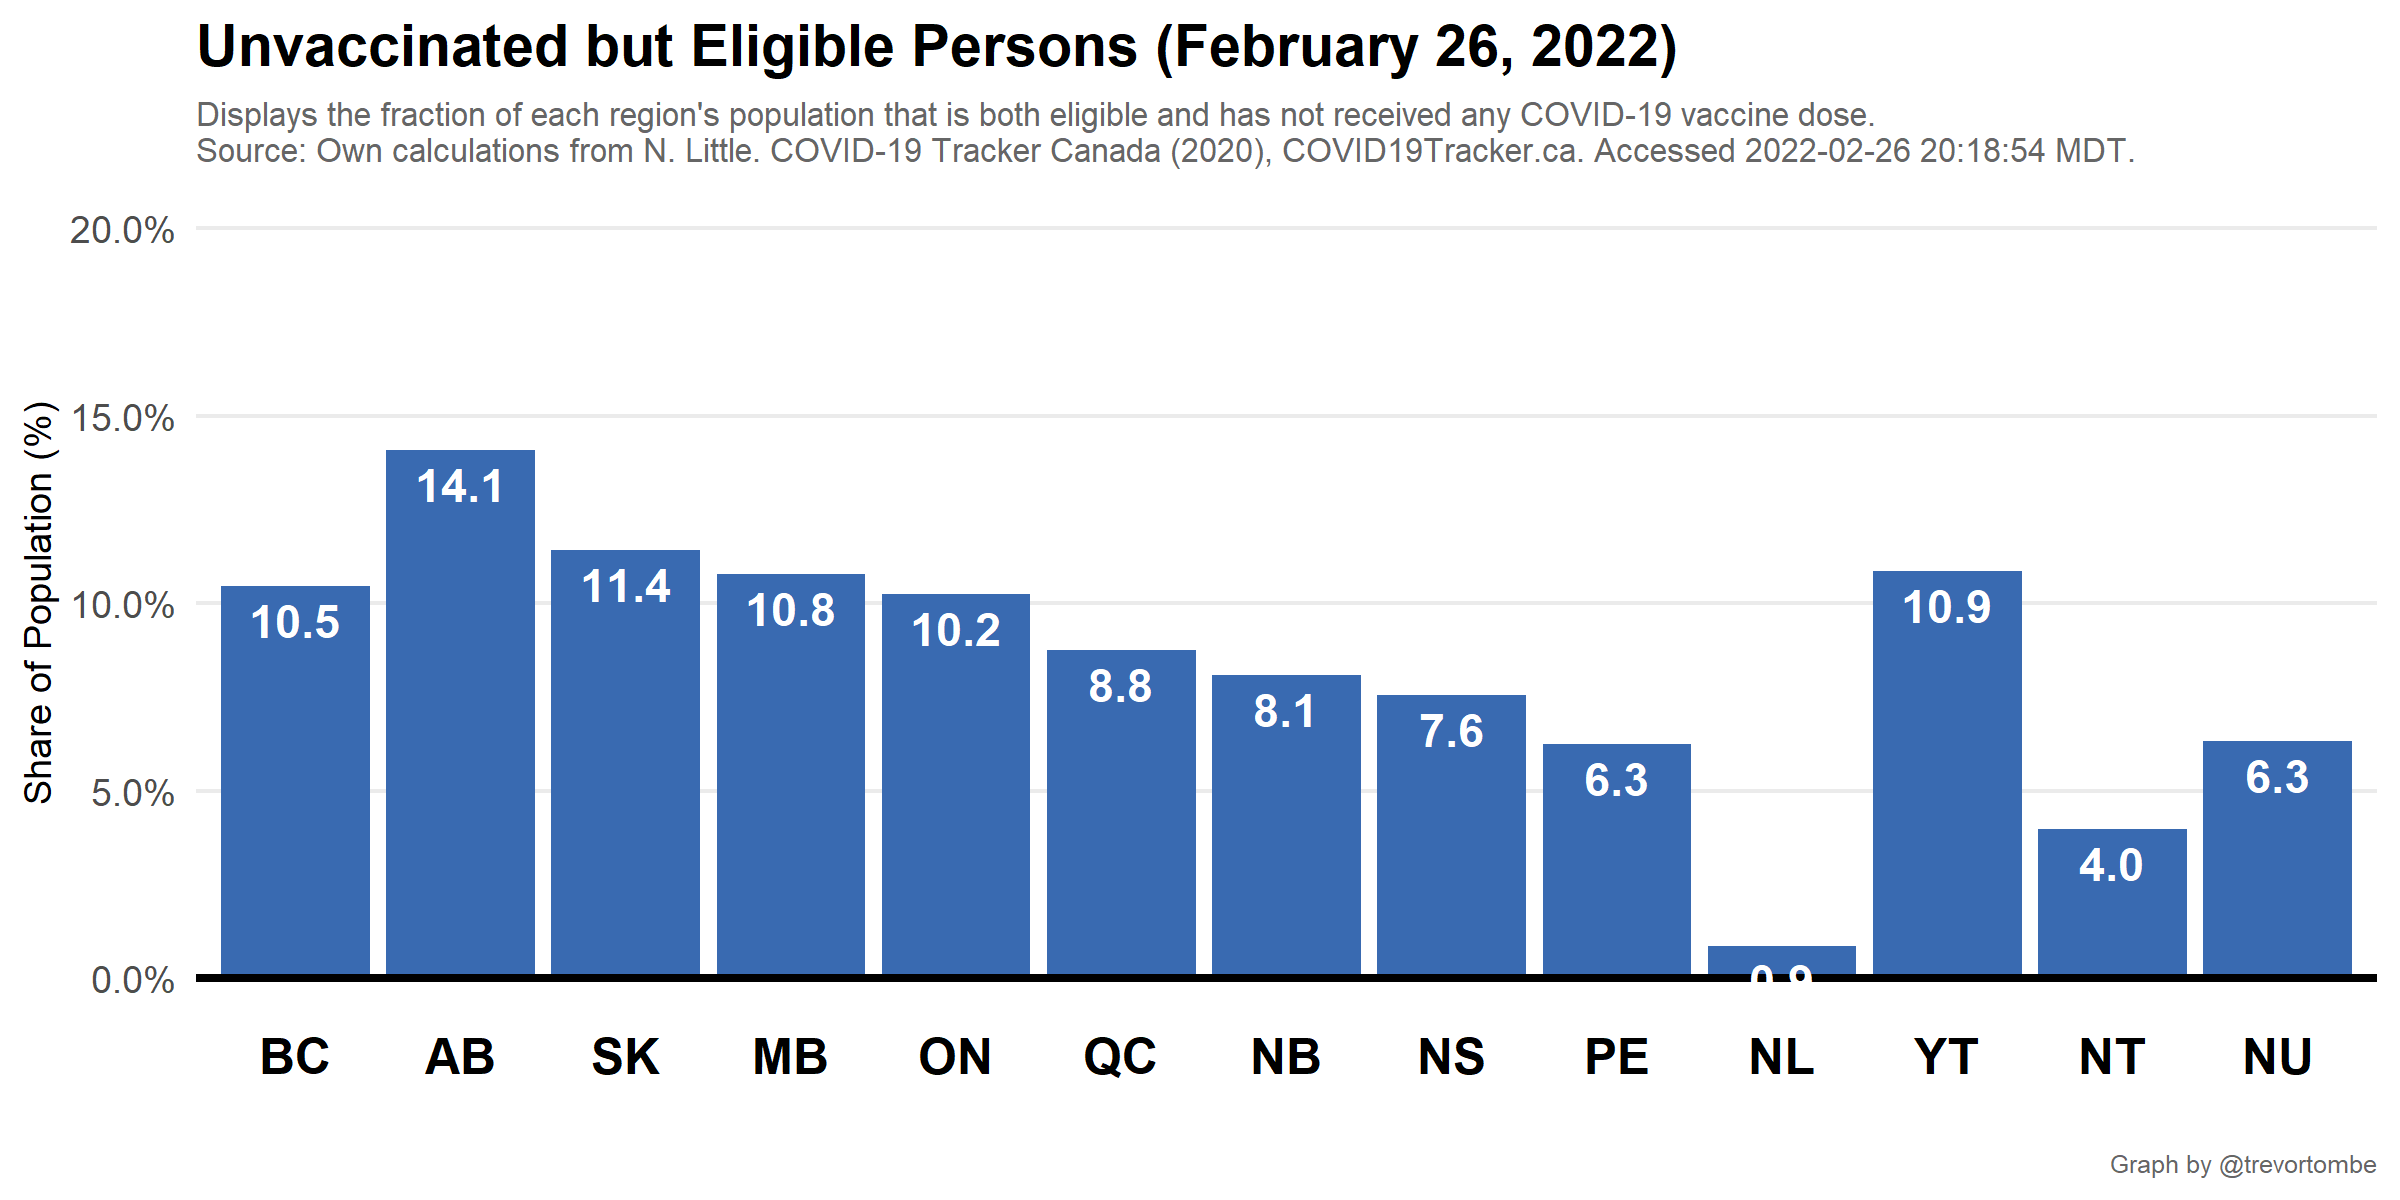 Unvaccinated but Eligible Persons (February 26, 2022)
Displays the fraction of each region's population that is both eligible and has not received any COVID-19 vaccine dose.
Source: Own calculations from N. Little. COVID-19 Tracker Canada (2020), COVID19Tracker.ca. Accessed 2022-02-26 20:18:54 MDT.
Share of Population (%)
20.0%
15.0%
10.0%
5.0%
0.0%
10.5
14.1
11.4
10.8
10.2
8.8
8.1
7.6
6.3
0.9
10.9
4.0
6.3
BC
AB
SK
MB
ON
QC
NB
NS
PE
NL
YT
NT
NU
Graph by @trevortombe